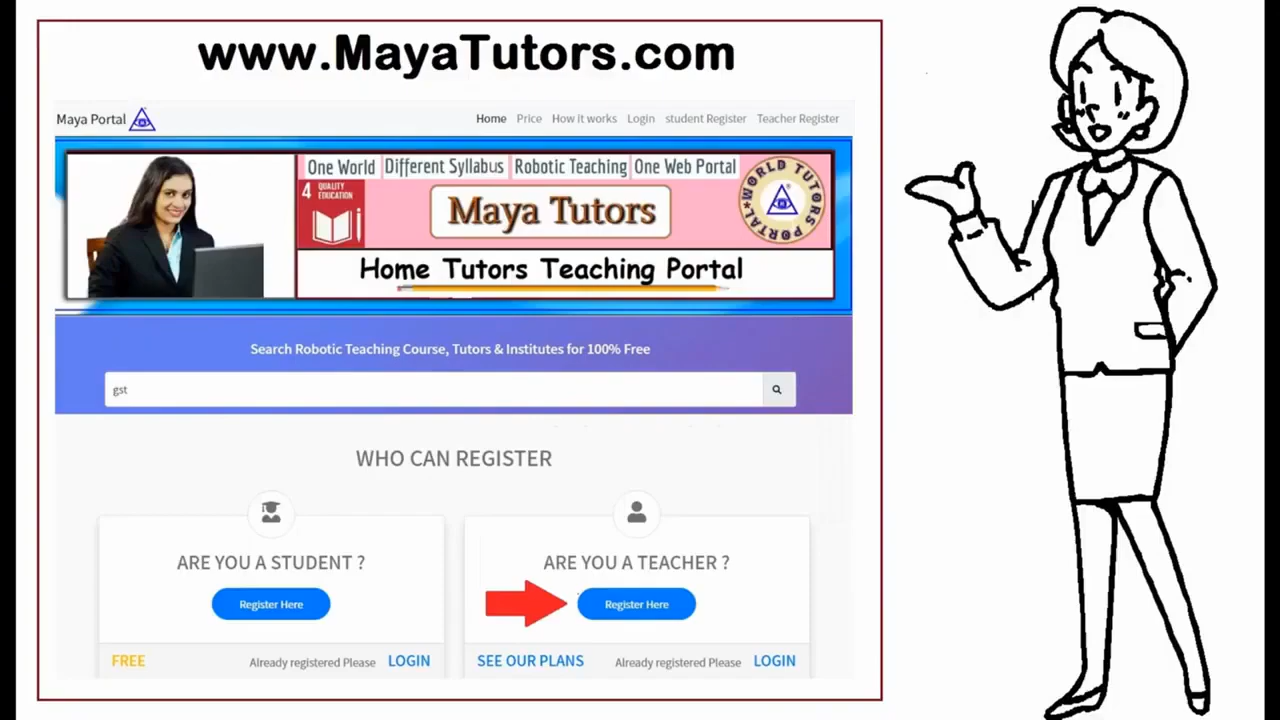 www.MayaTutors.com
Maya Portal
Home Price How it works Login student Register Teacher Register
One World Different Syllabus Robotic Teaching One Web Portal
4 QUALITY EDUCATION
Maya Tutors
WORLD TUTORS PORTAL
Home Tutors Teaching Portal
Search Robotic Teaching Course, Tutors & Institutes for 100% Free
gst
WHO CAN REGISTER
ARE YOU A STUDENT ?
Register Here
FREE Already registered Please LOGIN
ARE YOU A TEACHER ?
Register Here
SEE OUR PLANS Already registered Please LOGIN